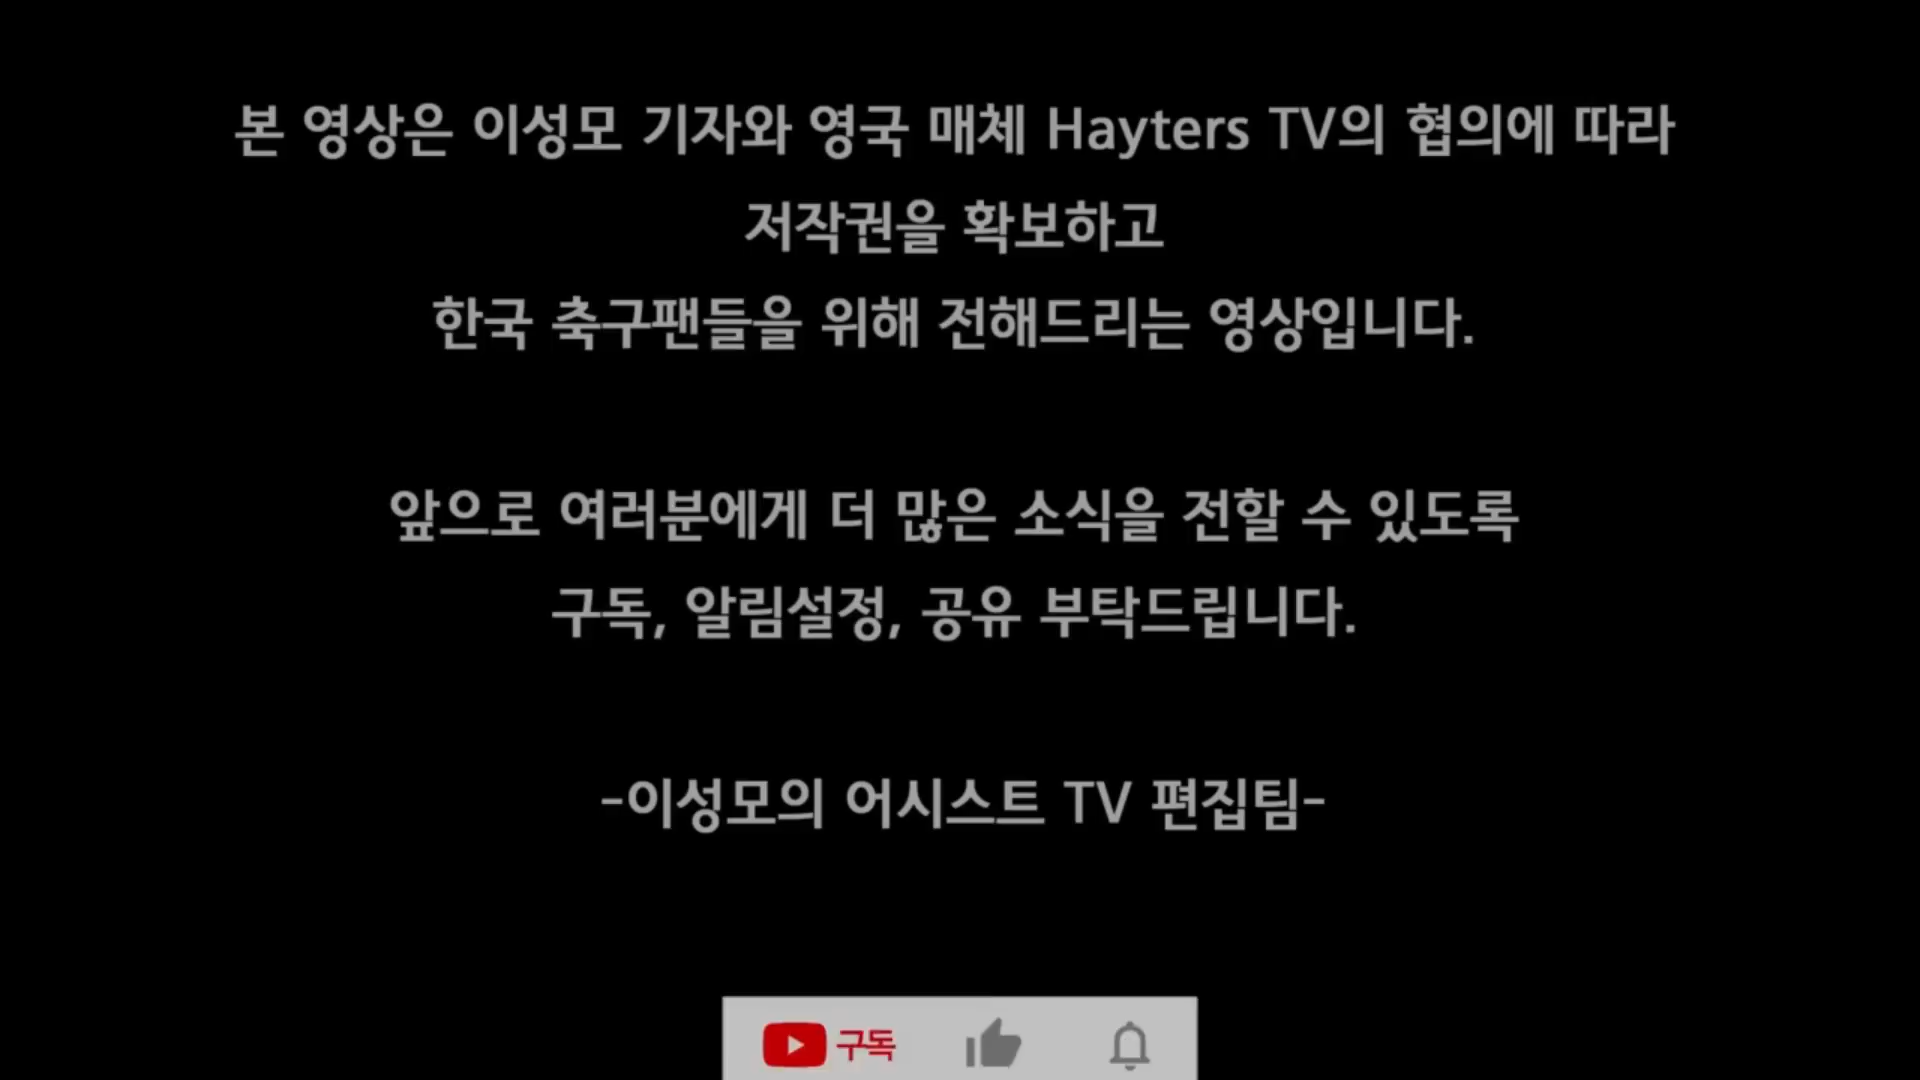 본 영상은 이성모 기자와 영국 매체 Hayters TV의 협의에 따라
저작권을 확보하고
한국 축구팬들을 위해 전해드리는 영상입니다.
앞으로 여러분에게 더 많은 소식을 전할 수 있도록
구독, 알림설정, 공유 부탁드립니다.
-이성모의 어시스트 TV 편집팀-
구독